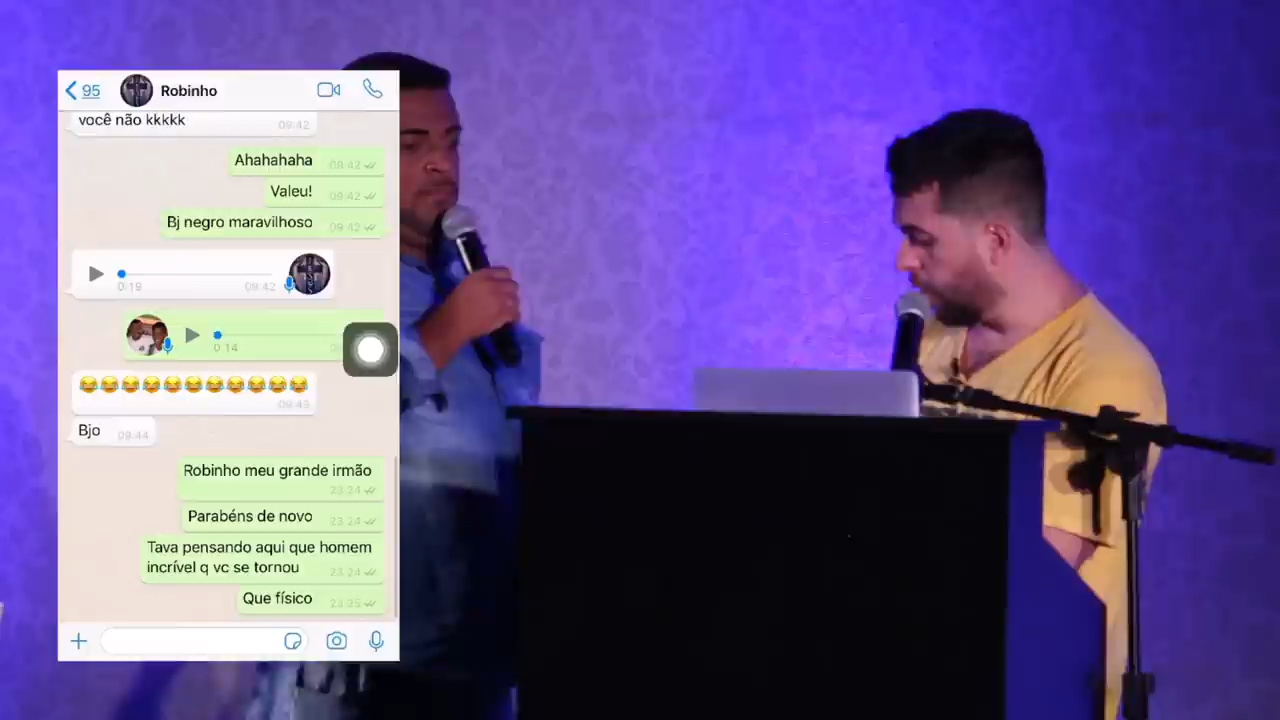 95
Robinho
você não kkkkk
09:42
Ahahahaha
09:42
Valeu!
09:42
Bj negro maravilhoso
09:42
0:19
09:42
0:14
09:43
Bjo
09:44
Robinho meu grande irmão
23:24
Parabéns de novo
23:24
Tava pensando aqui que homem
incrível q vc se tornou
23:24
Que físico
23:25